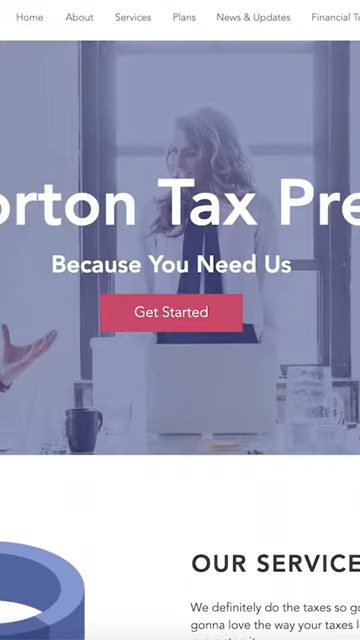 Home About Services Plans News & Updates Financial
orton Tax Pre
Because You Need Us
Get Started
OUR SERVICE
We definitely do the taxes so
gonna love the way your taxes